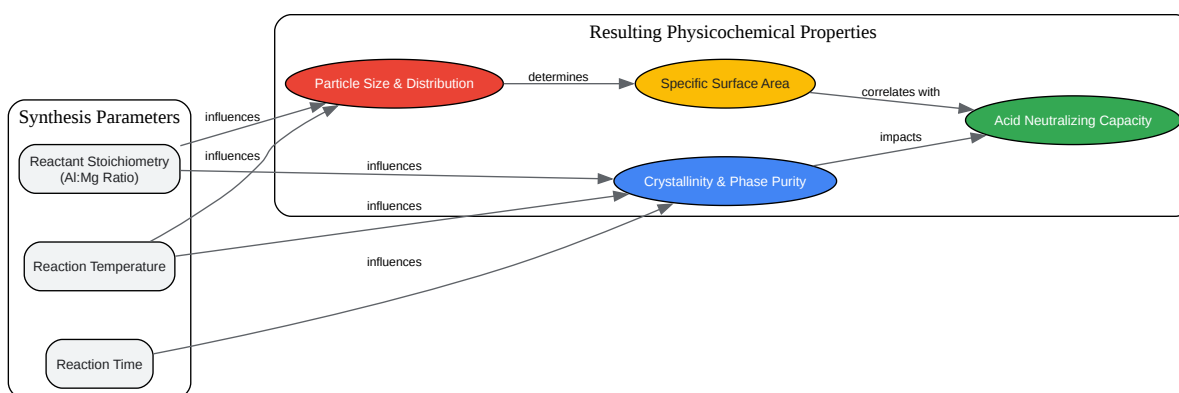 Resulting Physicochemical Properties
Particle Size & Distribution
determines
Specific Surface Area
correlates with
Acid Neutralizing Capacity
Synthesis Parameters
influences
impacts
Reactant Stoichiometry
(Al:Mg Ratio)
influences
influences
Crystallinity & Phase Purity
influences
Reaction Temperature
influences
Reaction Time